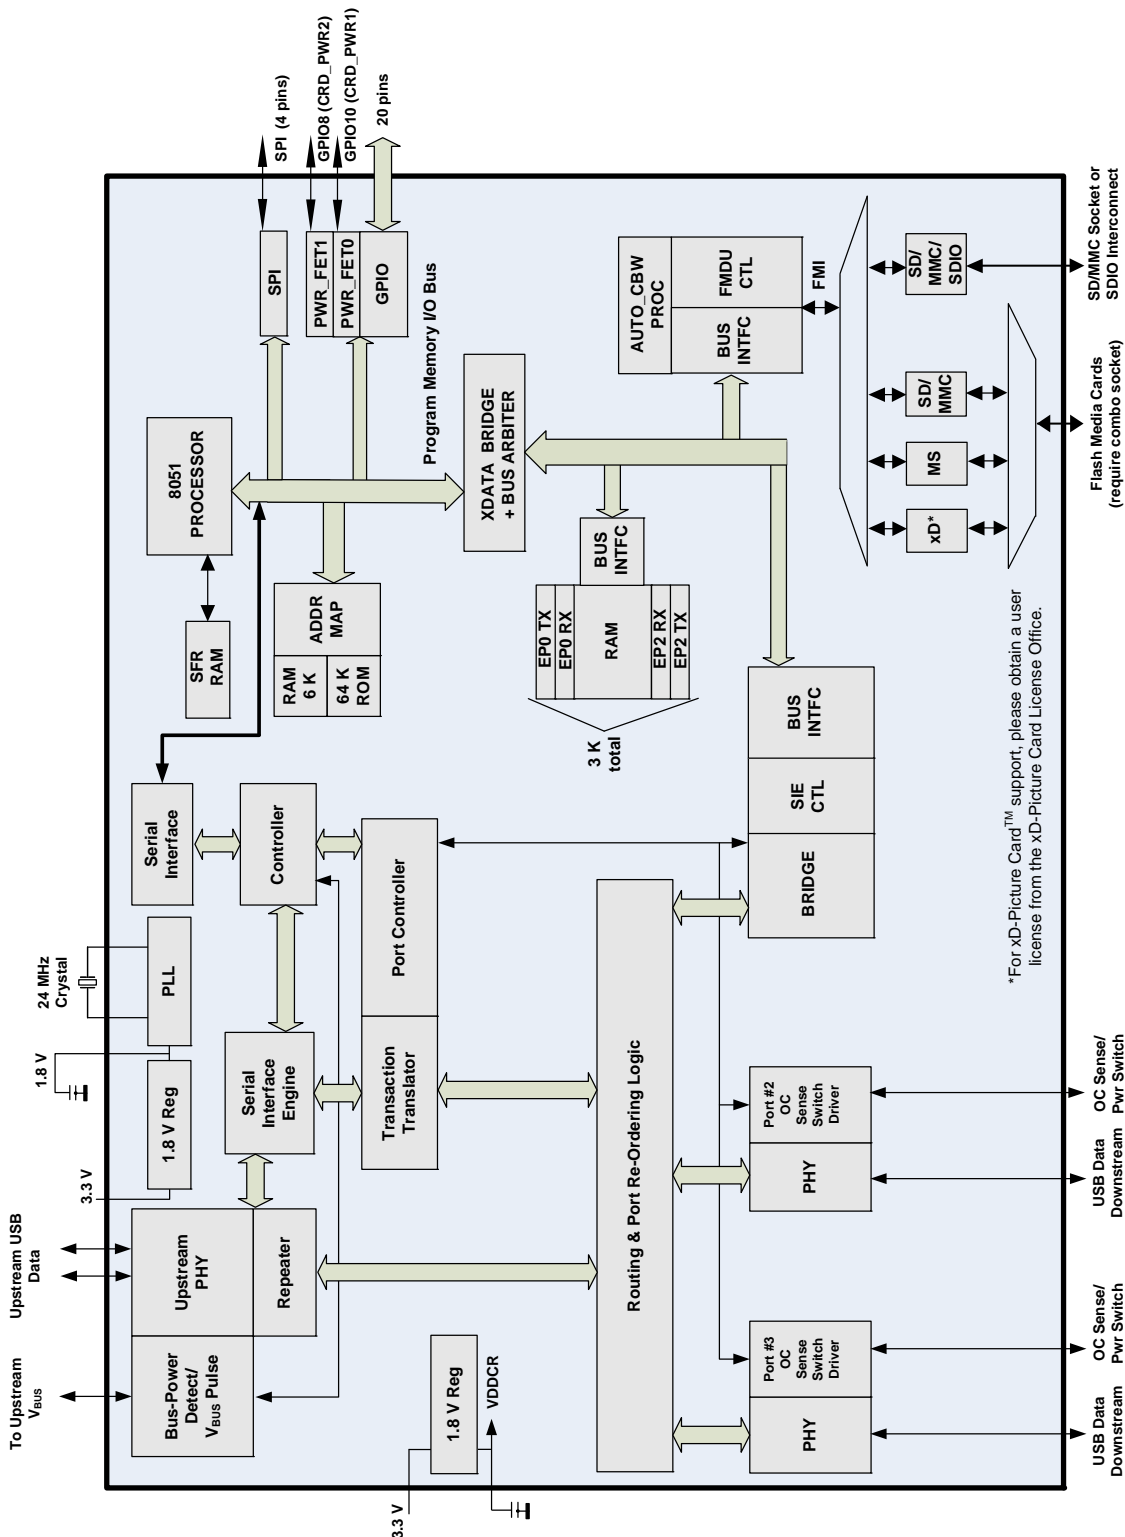 To Upstream
VBUS
Upstream USB
Data
3.3 V
1.8 V
24 MHz
Crystal
Bus-Power
Detect/
VBUS Pulse
Upstream
PHY
Repeater
1.8 V Reg
PLL
Serial
Interface
Engine
Serial
Interface
Controller
Transaction
Translator
Port Controller
SFR
RAM
8051
PROCESSOR
RAM
6 K
64 K
ROM
ADDR
MAP
SPI
SPI (4 pins)
PWR_FET1
PWR_FET0
GPIO
GPIO8 (CRD_PWR2)
GPIO10 (CRD_PWR1)
20 pins
Program Memory I/O Bus
3.3 V
1.8 V Reg
VDDCR
XDATA BRIDGE
+ BUS ARBITER
3 K
total
EP0 TX
EP0 RX
RAM
EP2 RX
EP2 TX
BUS
INTFC
AUTO_CBW
PROC
BUS
INTFC
FMDU
CTL
FMI
Routing & Port Re-Ordering Logic
PHY
Port #3
OC
Sense
Switch
Driver
PHY
Port #2
OC
Sense
Switch
Driver
BRIDGE
SIE
CTL
BUS
INTFC
xD*
MS
SD/
MMC
SD/
MMC/
SDIO
*For xD-Picture Card™ support, please obtain a user
license from the xD-Picture Card License Office.
USB Data
Downstream
OC Sense/
Pwr Switch
USB Data
Downstream
OC Sense/
Pwr Switch
Flash Media Cards
(require combo socket)
SD/MMC Socket or
SDIO Interconnect